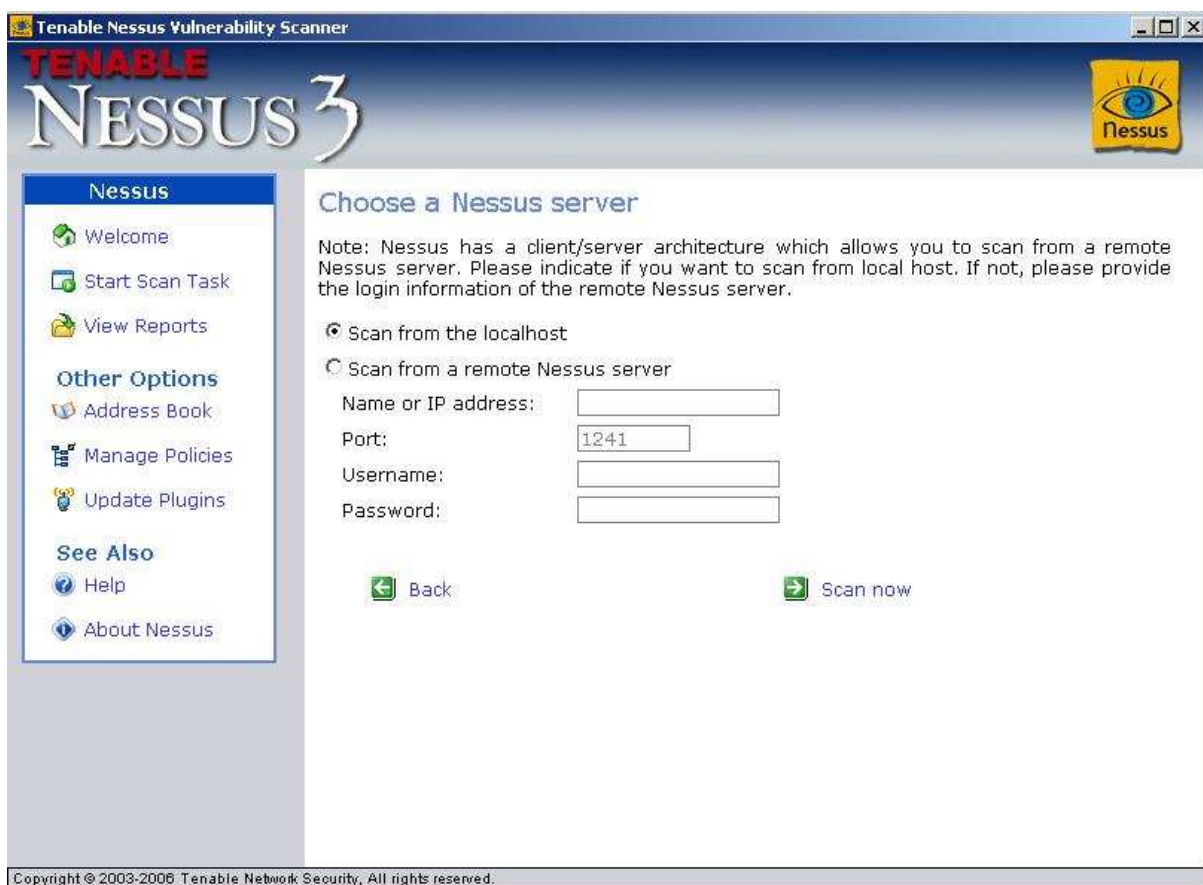 Tenable Nessus Vulnerability Scanner
TENABLE
NESSUS 3
Nessus
Nessus
Welcome
Start Scan Task
View Reports
Other Options
Address Book
Manage Policies
Update Plugins
See Also
Help
About Nessus
Choose a Nessus server
Note: Nessus has a client/server architecture which allows you to scan from a remote
Nessus server. Please indicate if you want to scan from local host. If not, please provide
the login information of the remote Nessus server.
Scan from the localhost
Scan from a remote Nessus server
Name or IP address:
Port: 1241
Username:
Password:
Back Scan now
Copyright © 2003-2006 Tenable Network Security, All rights reserved.